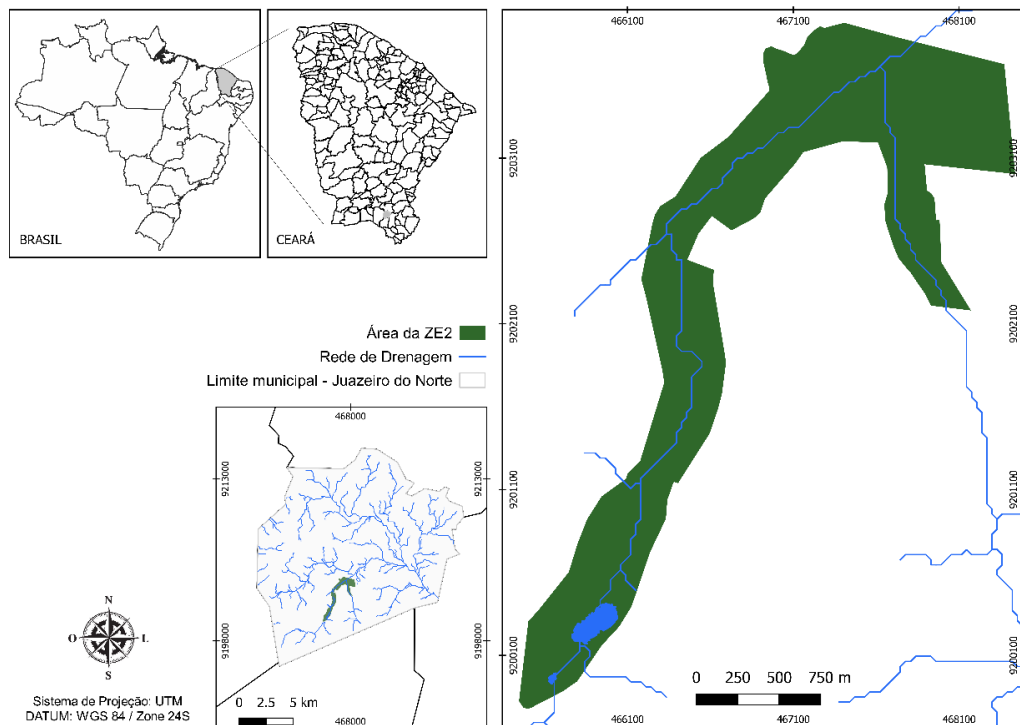 BRASIL
CEARÁ
Área da ZE2
Rede de Drenagem
Limite municipal - Juazeiro do Norte
468000
9213000
9213000
9198000
9198000
468000
N
O
L
S
Sistema de Projeção: UTM
DATUM: WGS 84 / Zone 24S
0 2.5 5 km
466100 467100 468100
9203100
9203100
9202100
9202100
9201100
9201100
9200100
9200100
0 250 500 750 m
466100 467100 468100